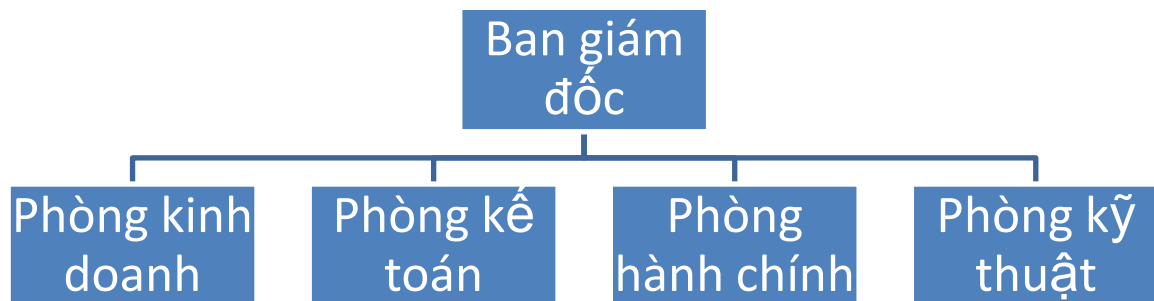 Ban giám
đốc
Phòng kinh
doanh
Phòng kế
toán
Phòng
hành chính
Phòng kỹ
thuật